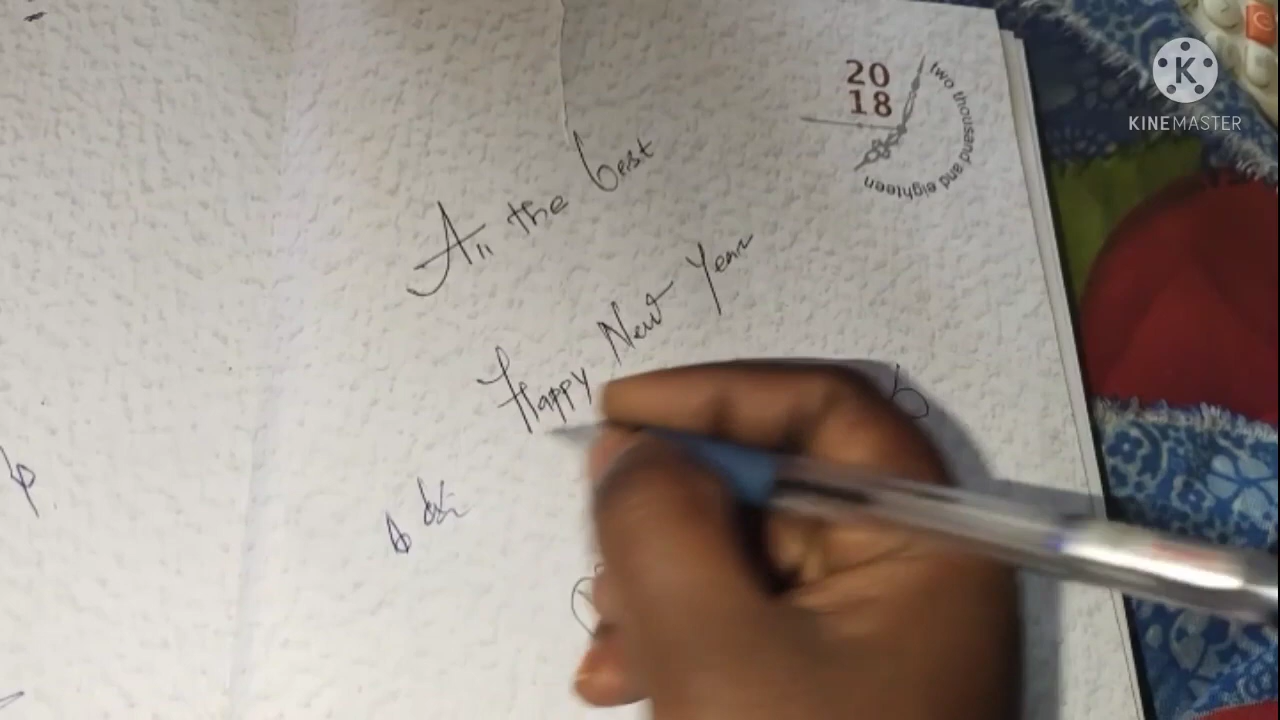 20
18
two thousand and eighteen
KINEMASTER
All the best
Happy New Year